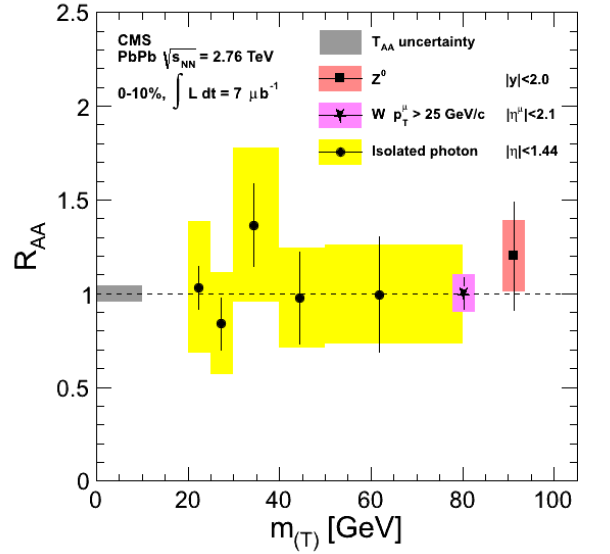 CMS
PbPb √s_NN = 2.76 TeV
0-10%, ∫ L dt = 7 μb⁻¹
T_AA uncertainty
Z⁰ |y|<2.0
W p_T^μ > 25 GeV/c |η^μ|<2.1
Isolated photon |η|<1.44
R_AA
2.5
2
1.5
1
0.5
0
0 20 40 60 80 100
m_(T) [GeV]